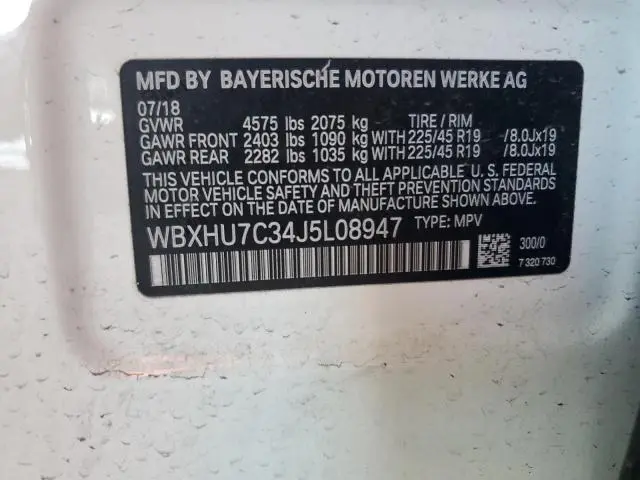 MFD BY BAYERISCHE MOTOREN WERKE AG
07/18
GVWR 4575 lbs 2075 kg TIRE / RIM
GAWR FRONT 2403 lbs 1090 kg WITH 225/45 R19 /8.0Jx19
GAWR REAR 2282 lbs 1035 kg WITH 225/45 R19 /8.0Jx19
THIS VEHICLE CONFORMS TO ALL APPLICABLE U. S. FEDERAL
MOTOR VEHICLE SAFETY AND THEFT PREVENTION STANDARDS
IN EFFECT ON THE DATE OF MANUFACTURE SHOWN ABOVE.
WBXHU7C34J5L08947 TYPE: MPV
300/0
7 320 730